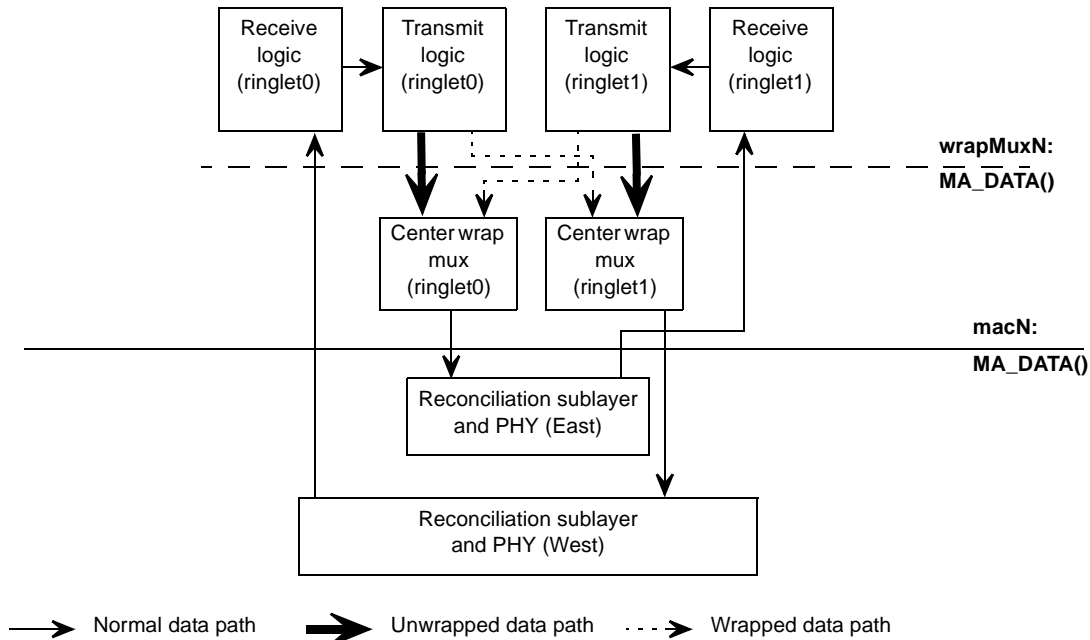 Receive
logic
(ringlet0)
Transmit
logic
(ringlet0)
Transmit
logic
(ringlet1)
Receive
logic
(ringlet1)
wrapMuxN:
MA_DATA()
Center wrap
mux
(ringlet0)
Center wrap
mux
(ringlet1)
macN:
MA_DATA()
Reconciliation sublayer
and PHY (East)
Reconciliation sublayer
and PHY (West)
Normal data path
Unwrapped data path
Wrapped data path